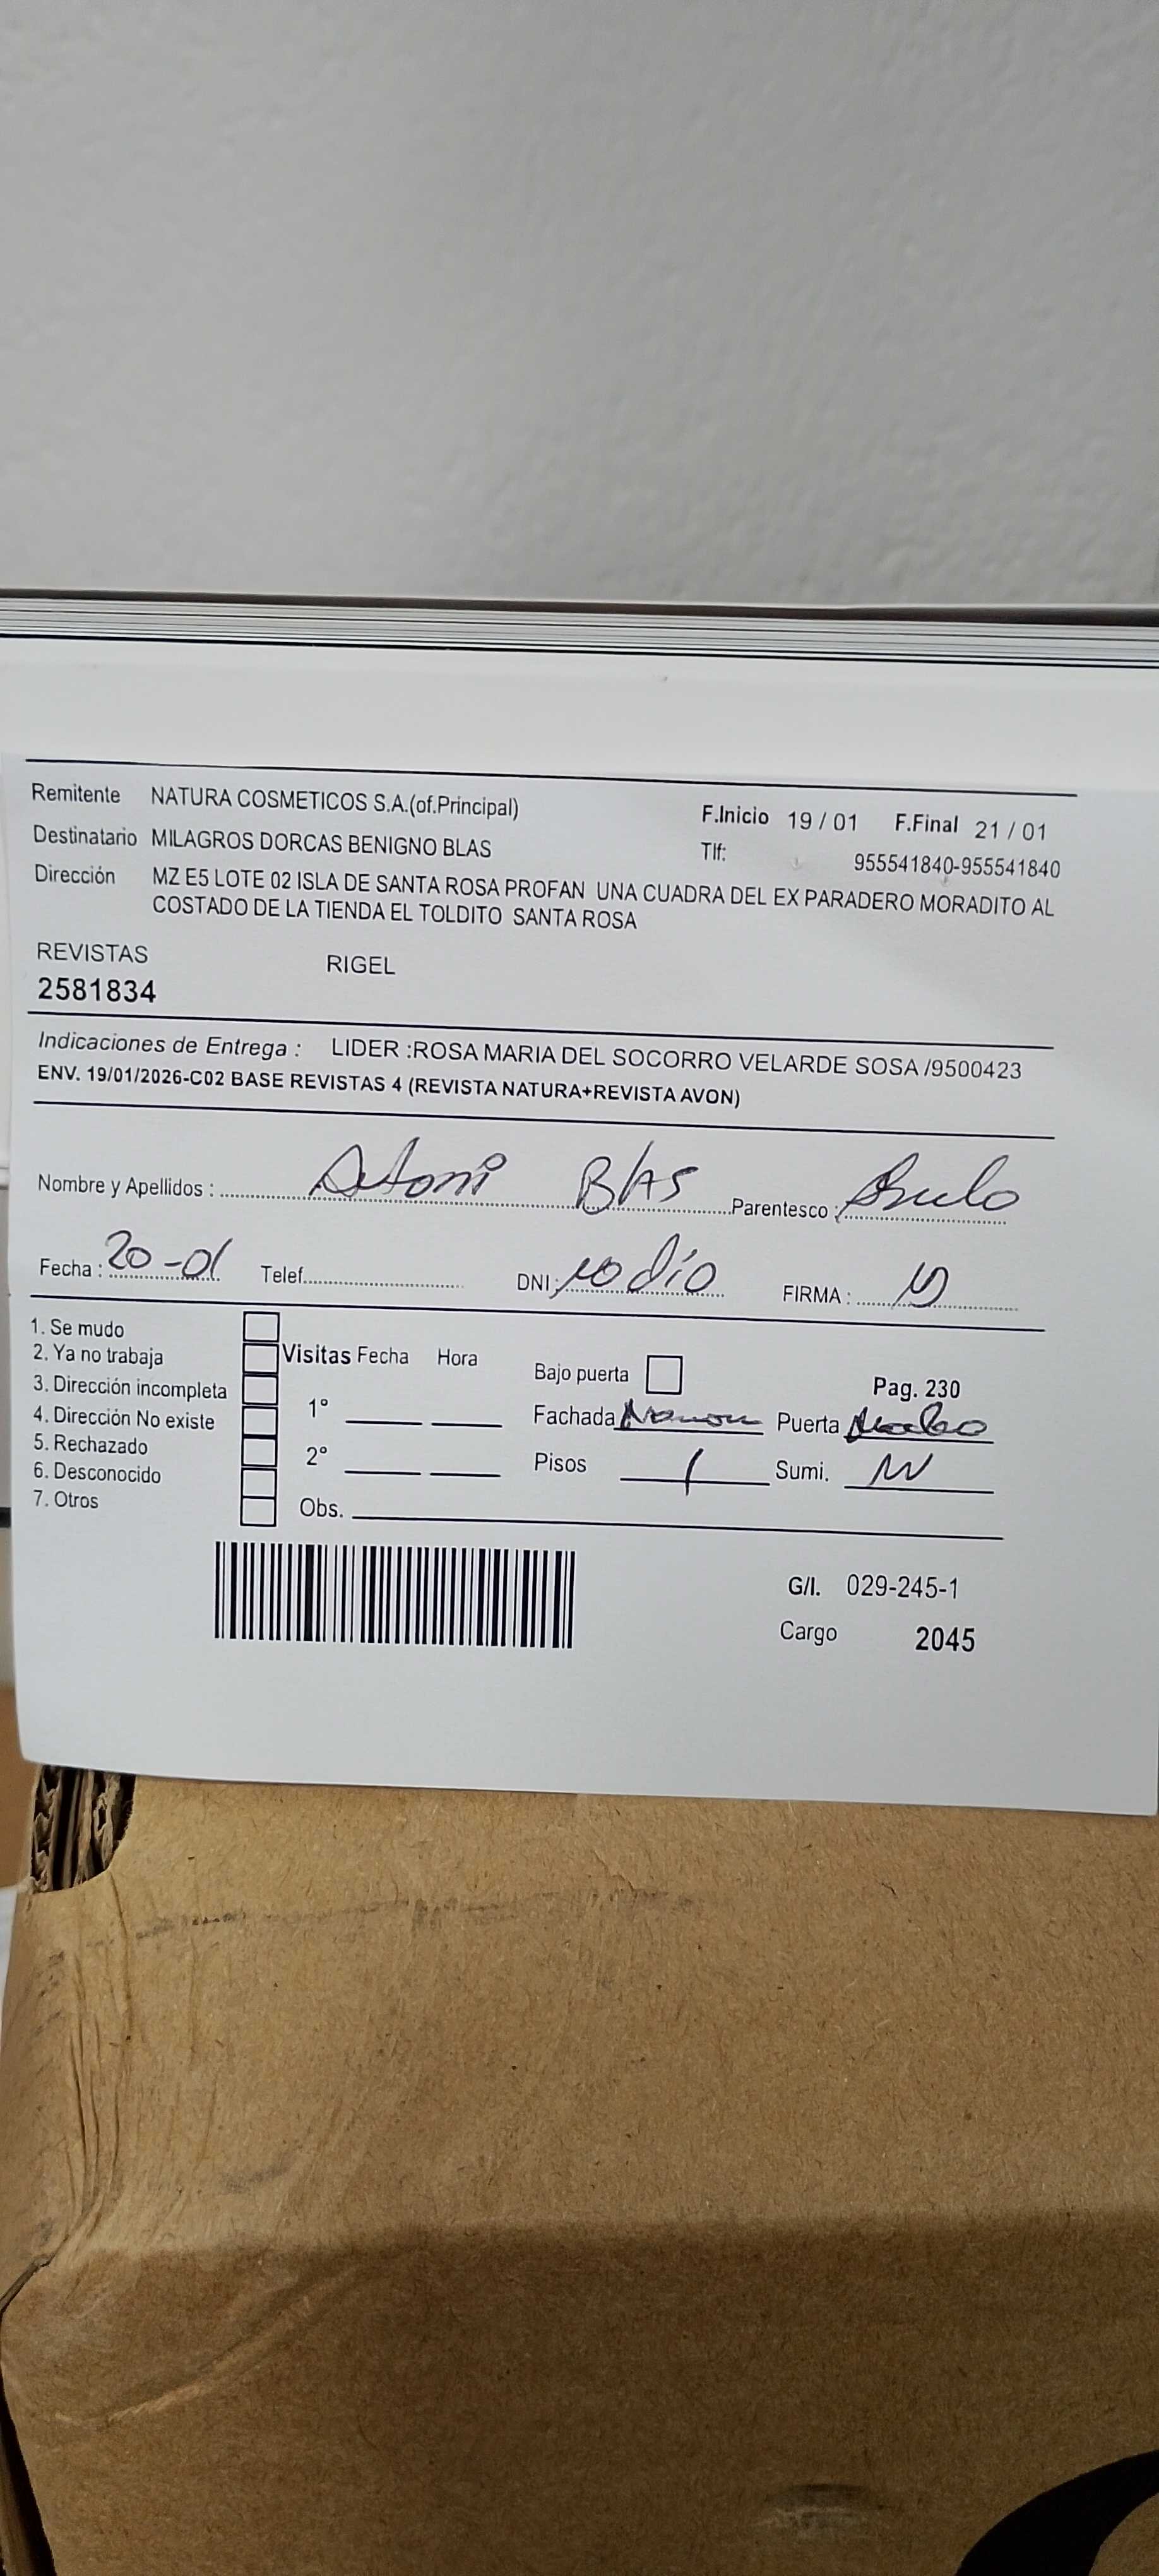 Remitente NATURA COSMETICOS S.A.(of.Principal) F.Inicio 19 / 01 F.Final 21 / 01
Destinatario MILAGROS DORCAS BENIGNO BLAS Tlf: 955541840-955541840
Dirección MZ E5 LOTE 02 ISLA DE SANTA ROSA PROFAN UNA CUADRA DEL EX PARADERO MORADITO AL
COSTADO DE LA TIENDA EL TOLDITO SANTA ROSA
REVISTAS RIGEL
2581834
Indicaciones de Entrega : LIDER :ROSA MARIA DEL SOCORRO VELARDE SOSA /9500423
ENV. 19/01/2026-C02 BASE REVISTAS 4 (REVISTA NATURA+REVISTA AVON)
Nombre y Apellidos : Blas Parentesco :
Fecha : 20-01 Telef. DNI: no dio FIRMA :
1. Se mudo
2. Ya no trabaja Visitas Fecha Hora Bajo puerta Pag. 230
3. Dirección incompleta 1° Fachada Puerta
4. Dirección No existe
5. Rechazado 2° Pisos 1 Sumi.
6. Desconocido
7. Otros Obs.
G/I. 029-245-1
Cargo 2045